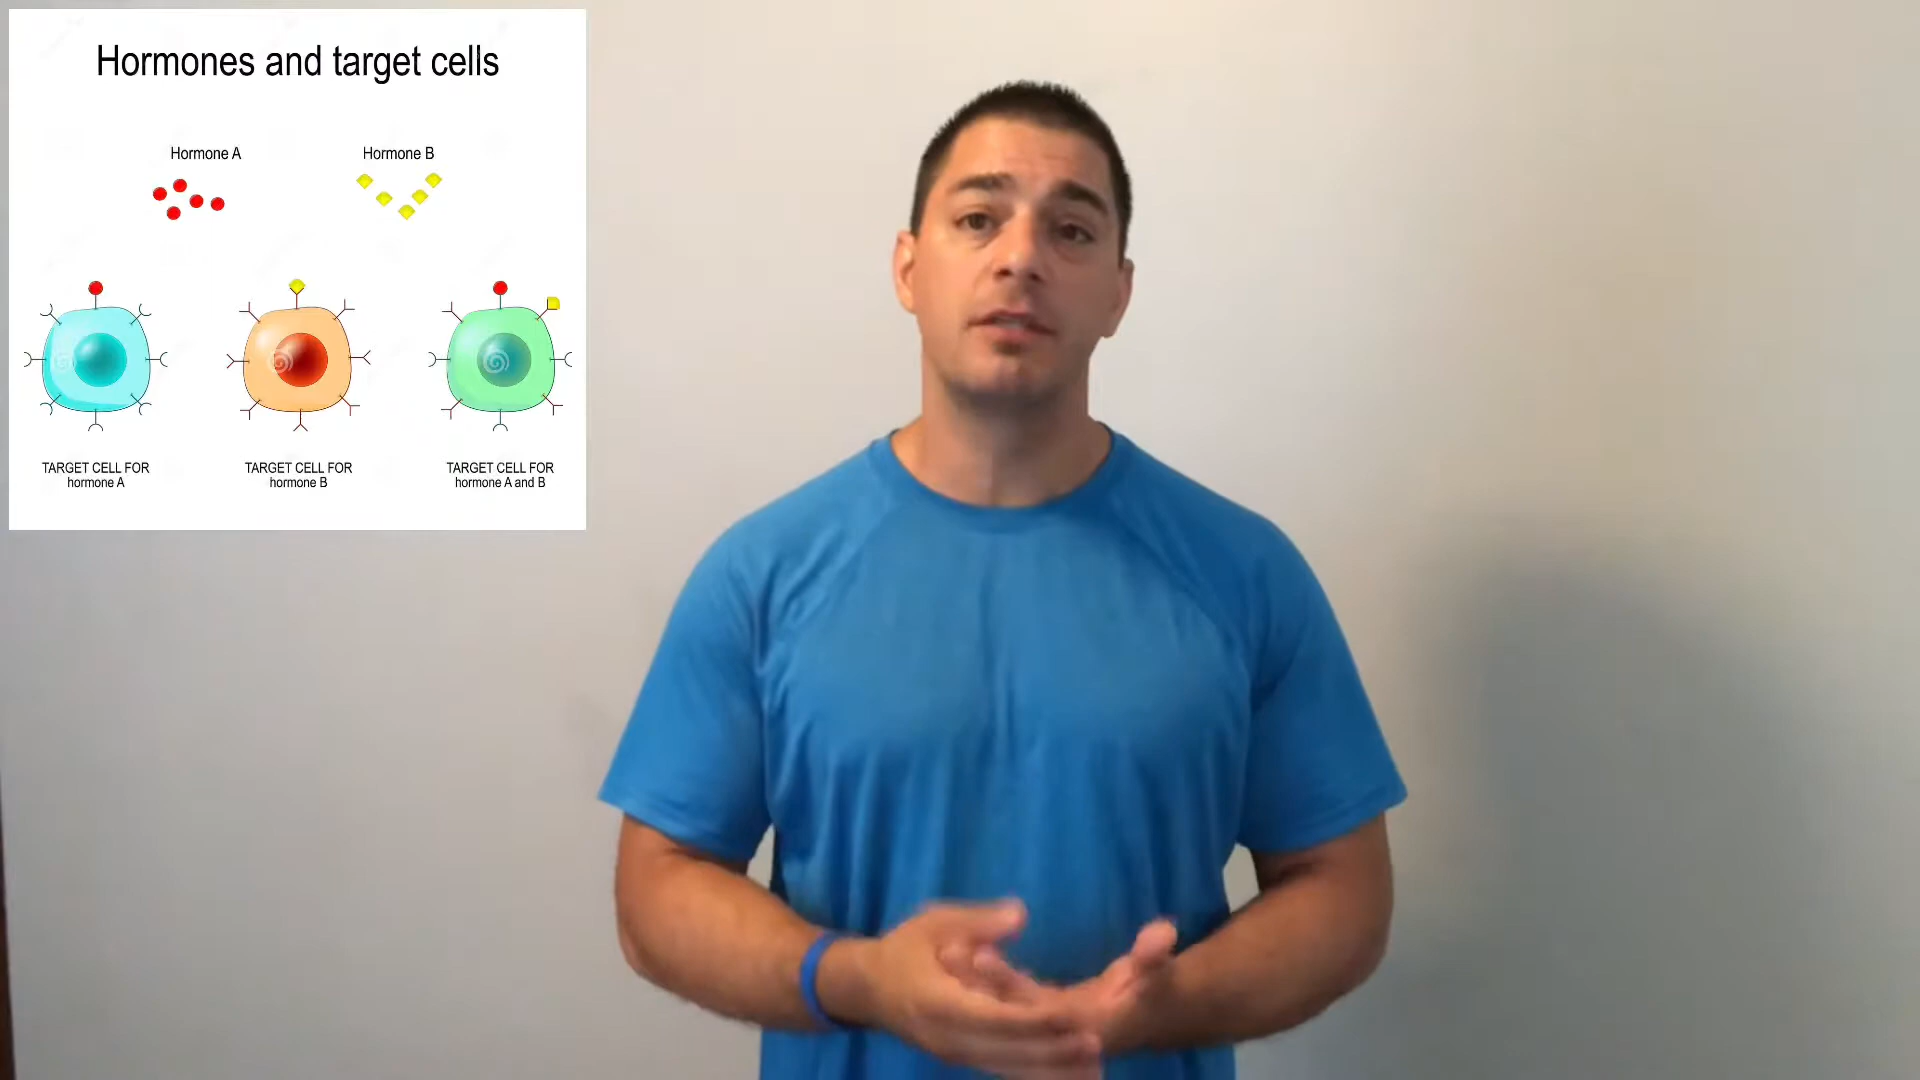 Hormones and target cells
Hormone A
Hormone B
TARGET CELL FOR
hormone A
TARGET CELL FOR
hormone B
TARGET CELL FOR
hormone A and B